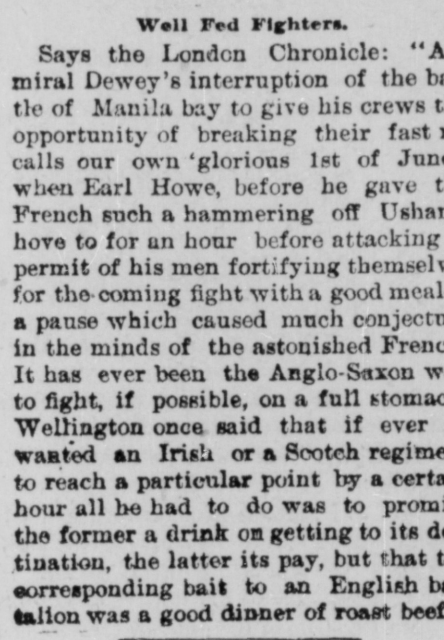 Well Fed Fighters.
Says the London Chronicle: "A
miral Dewey's interruption of the ba
tle of Manila bay to give his crews t
opportunity of breaking their fast
calls our own 'glorious 1st of June
when Earl Howe, before he gave t
French such a hammering off Ushan
hove to for an hour before attacking
permit of his men fortifying themselv
for the coming fight with a good meal
a pause which caused much conjectu
in the minds of the astonished Frenc
It has ever been the Anglo-Saxon w
to fight, if possible, on a full stomac
Wellington once said that if ever
wanted an Irish or a Scotch regime
to reach a particular point by a certa
hour all he had to do was to promi
the former a drink on getting to its de
tination, the latter its pay, but that t
corresponding bait to an English ba
talion was a good dinner of roast beef